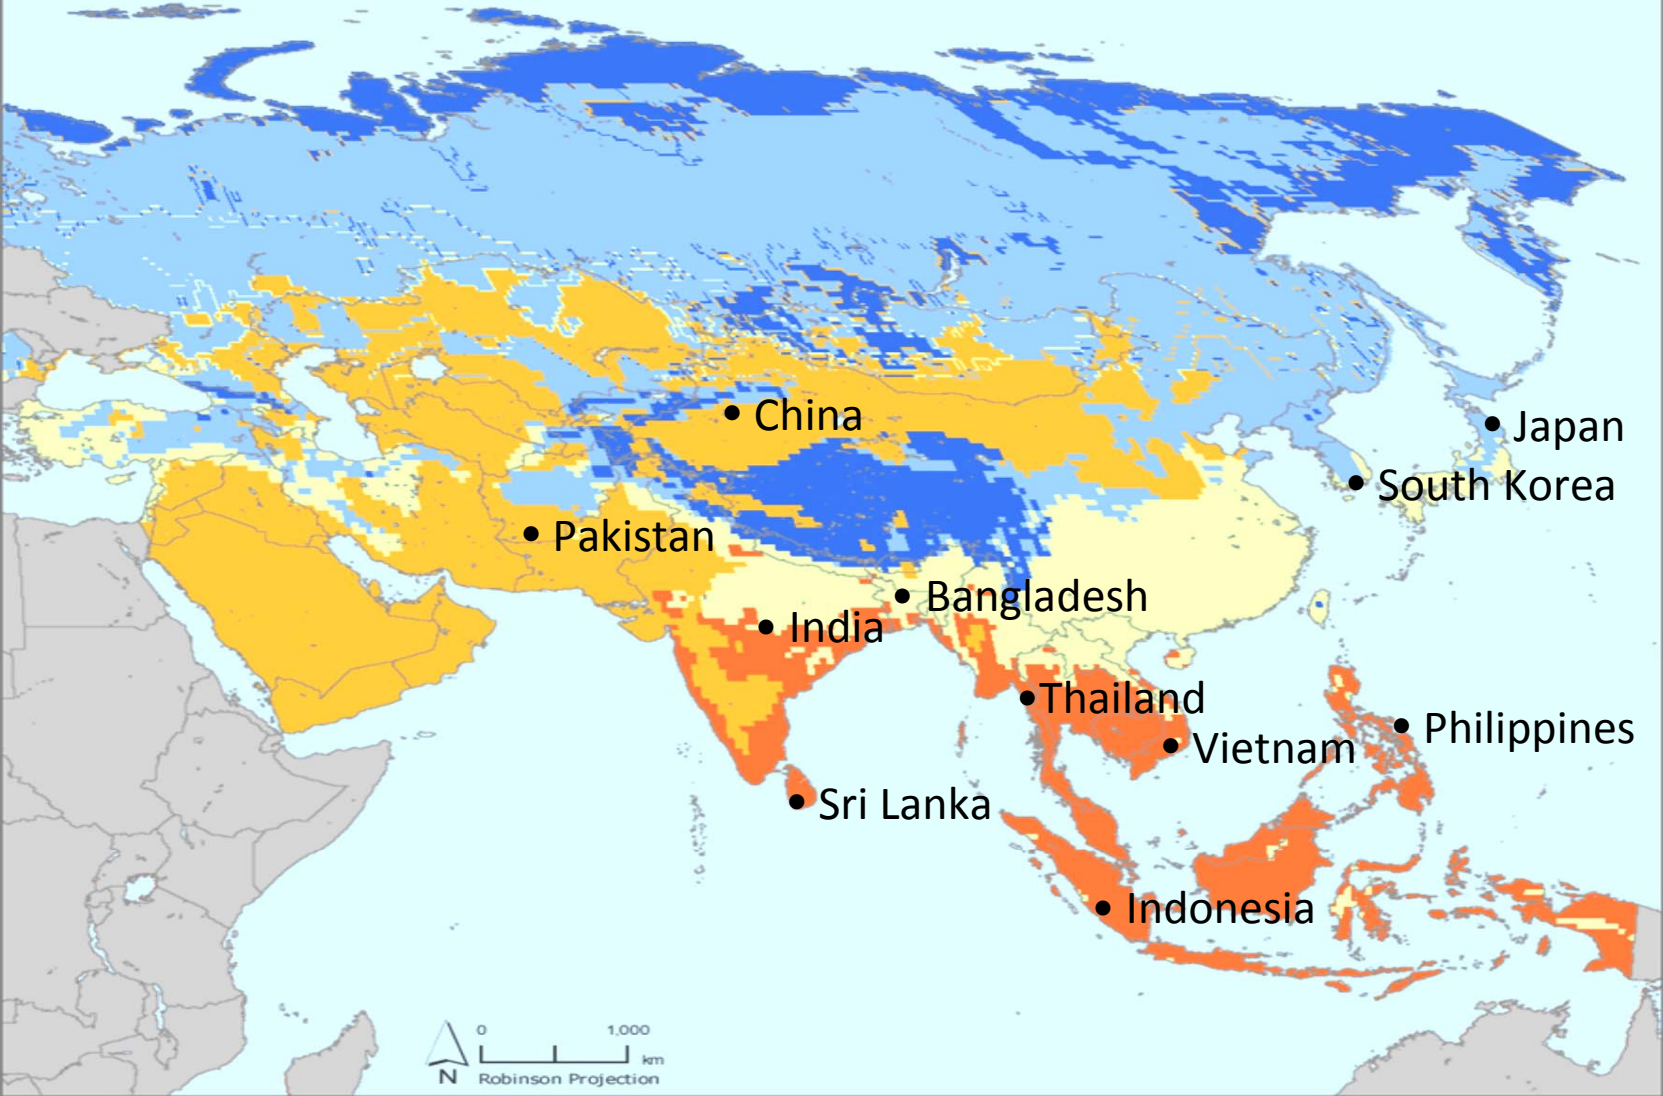 China
Japan
South Korea
Pakistan
Bangladesh
India
Thailand
Philippines
Vietnam
Sri Lanka
Indonesia
0 1,000
km
N Robinson Projection